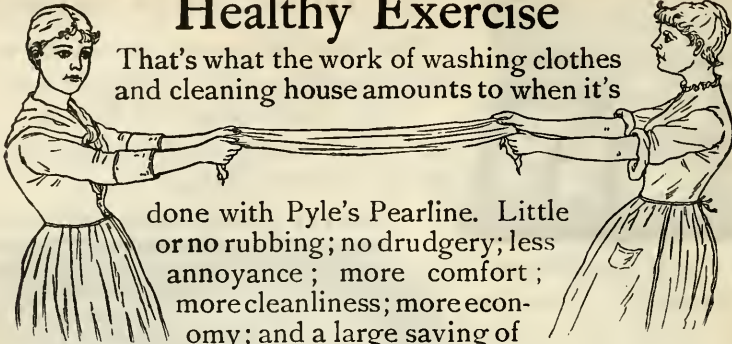 Healthy Exercise
That's what the work of washing clothes
and cleaning house amounts to when it's
done with Pyle's Pearline. Little
or no rubbing; no drudgery; less
annoyance; more comfort;
more cleanliness; more econ-
omy; and a large saving of